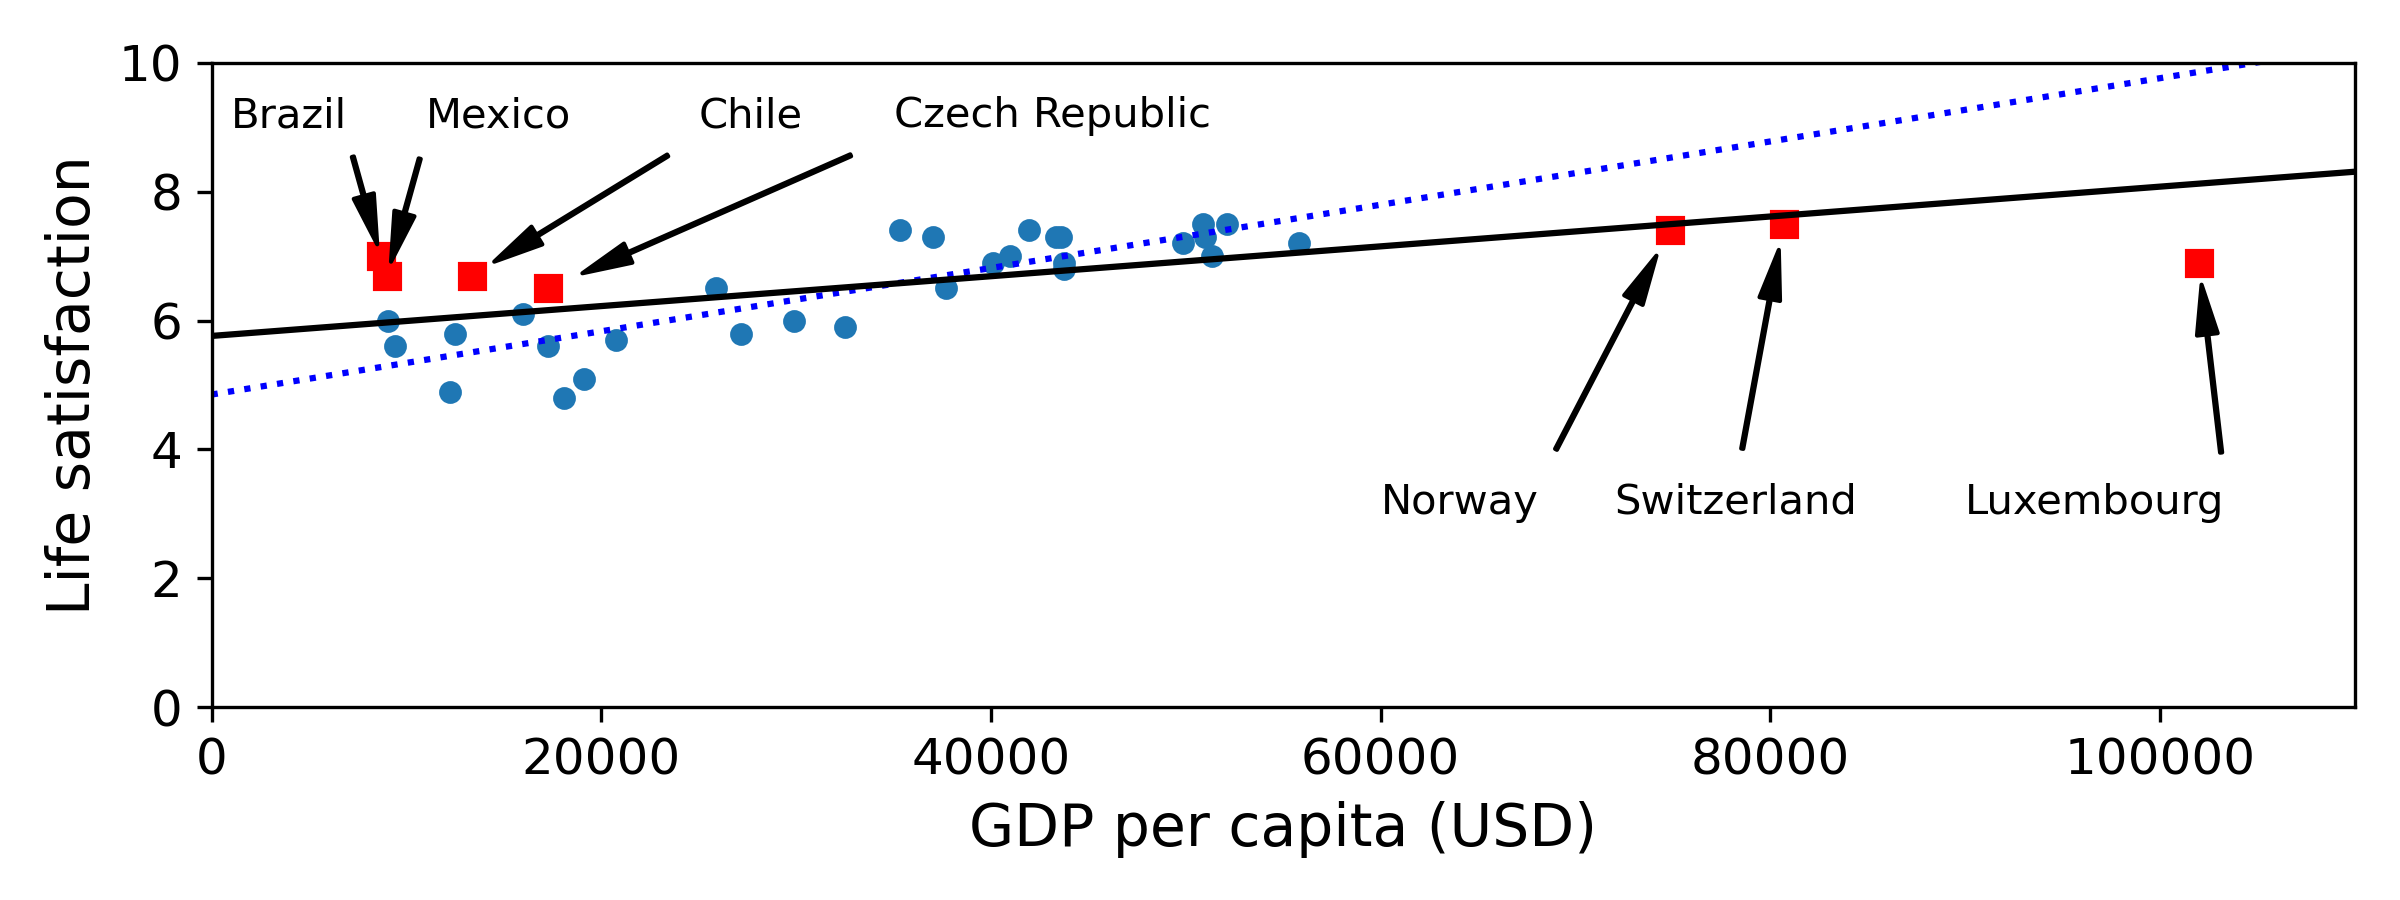 10
Brazil Mexico Chile Czech Republic
8
6
4
2
0
Life satisfaction
Norway Switzerland Luxembourg
0 20000 40000 60000 80000 100000
GDP per capita (USD)